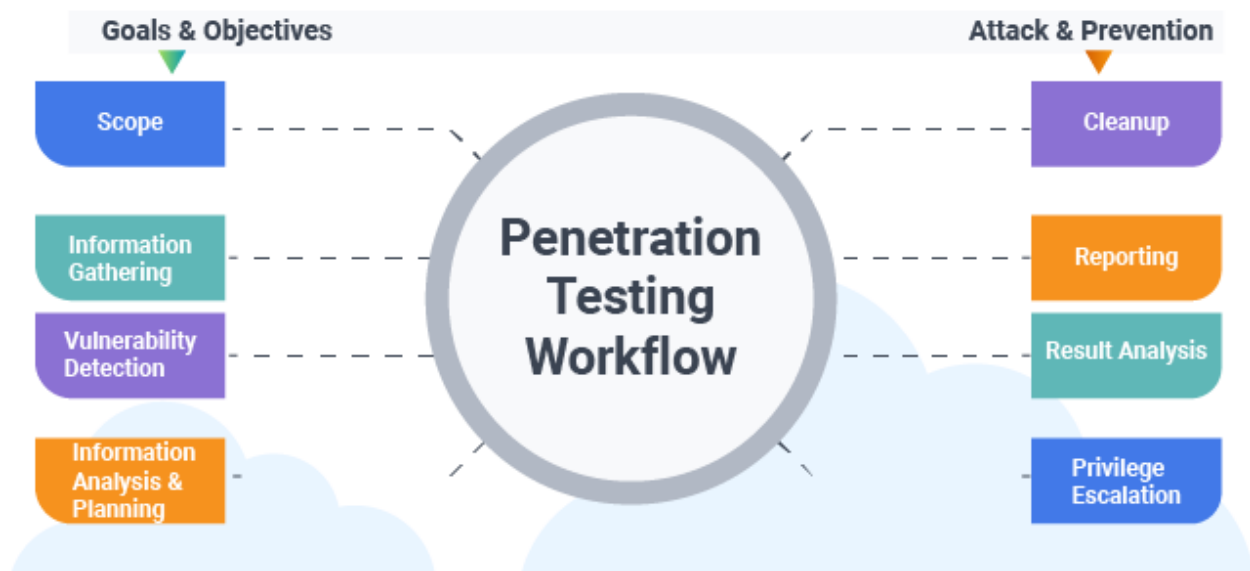 Goals & Objectives
Attack & Prevention
Scope
Cleanup
Penetration
Testing
Workflow
Information
Gathering
Reporting
Vulnerability
Detection
Result Analysis
Information
Analysis &
Planning
Privilege
Escalation